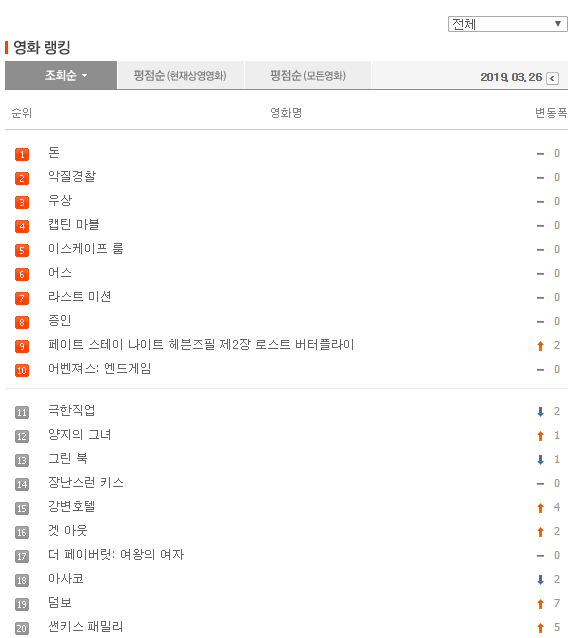 전체
영화 랭킹
조회순 평점순 (현재상영영화) 평점순 (모든영화) 2019. 03. 26
순위 영화명 변동폭
1 돈 0
2 악질경찰 0
3 우상 0
4 캡틴 마블 0
5 이스케이프 룸 0
6 어스 0
7 라스트 미션 0
8 증인 0
9 페이트 스테이 나이트 헤븐즈필 제2장 로스트 버터플라이 2
10 어벤져스: 엔드게임 0
11 극한직업 2
12 양지의 그녀 1
13 그린 북 1
14 장난스런 키스 0
15 강변호텔 4
16 겟 아웃 2
17 더 페이버릿: 여왕의 여자 0
18 아사코 2
19 덤보 7
20 썬키스 패밀리 5